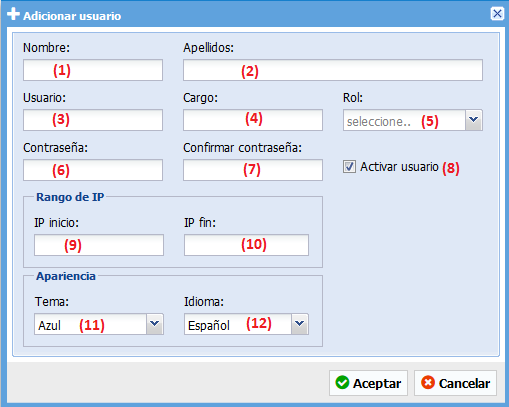 Adicionar usuario
Nombre: Apellidos:
(1) (2)
Usuario: Cargo: Rol:
(3) (4) seleccione.. (5)
Contraseña: Confirmar contraseña:
(6) (7) Activar usuario (8)
Rango de IP
IP inicio: IP fin:
(9) (10)
Apariencia
Tema: Idioma:
Azul (11) Español (12)
Aceptar Cancelar